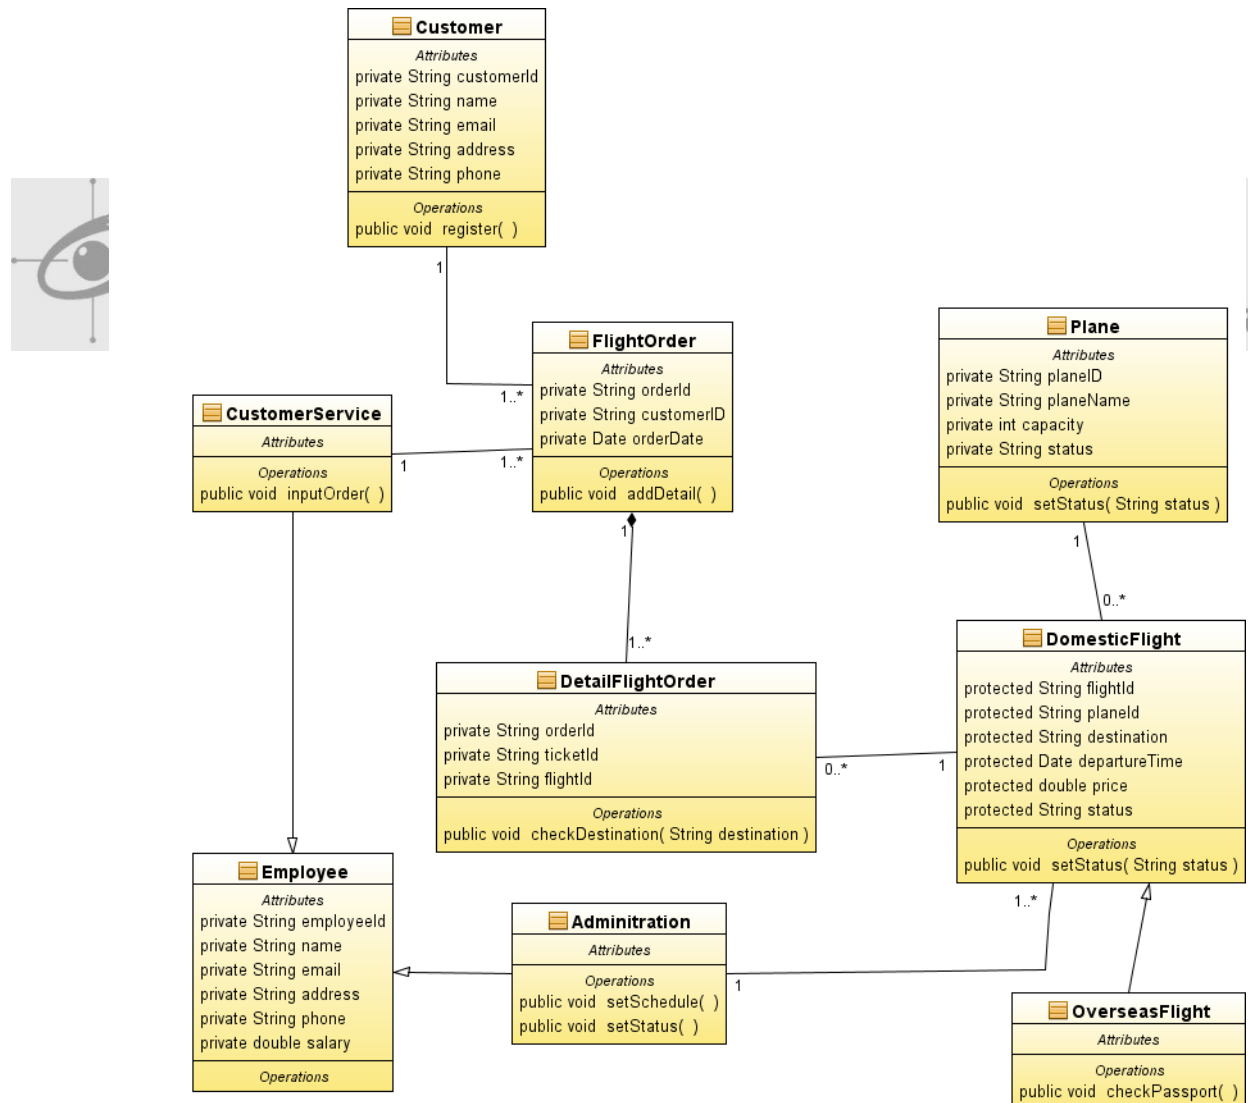 Customer
Attributes
private String customerId
private String name
private String email
private String address
private String phone
Operations
public void register( )
1
1..*
FlightOrder
Attributes
private String orderId
private String customerID
private Date orderDate
Operations
public void addDetail( )
CustomerService
Attributes
Operations
public void inputOrder( )
1
1..*
Plane
Attributes
private String planeID
private String planeName
private int capacity
private String status
Operations
public void setStatus( String status )
1
0..*
1
1..*
DomesticFlight
Attributes
protected String flightId
protected String planeId
protected String destination
protected Date departureTime
protected double price
protected String status
Operations
public void setStatus( String status )
DetailFlightOrder
Attributes
private String orderId
private String ticketId
private String flightId
Operations
public void checkDestination( String destination )
0..*
1
Employee
Attributes
private String employeeId
private String name
private String email
private String address
private String phone
private double salary
Operations
Adminitration
Attributes
Operations
public void setSchedule( )
public void setStatus( )
1
1..*
OverseasFlight
Attributes
Operations
public void checkPassport( )